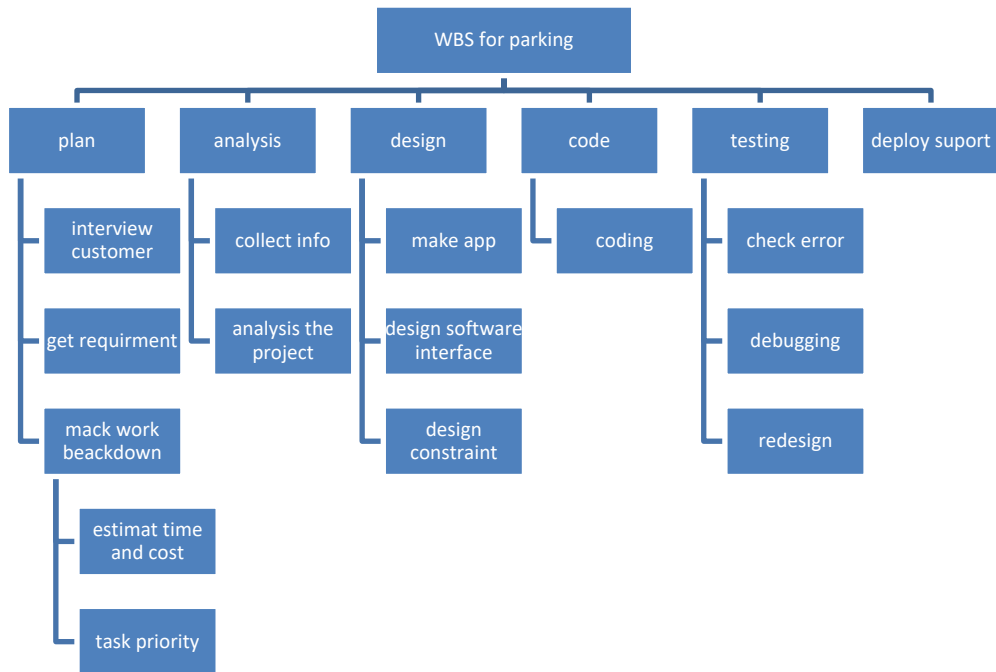 WBS for parking
plan
analysis
design
code
testing
deploy suport
interview
customer
collect info
make app
coding
check error
get requirment
analysis the
project
design software
interface
debugging
mack work
beackdown
design
constraint
redesign
estimat time
and cost
task priority